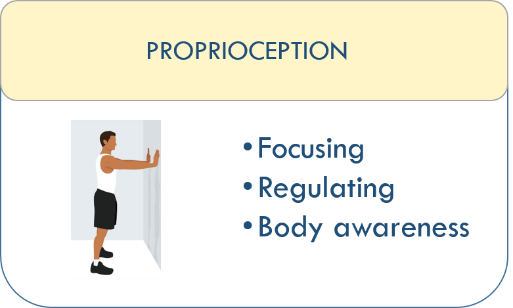 PROPRIOCEPTION
•Focusing
•Regulating
•Body awareness